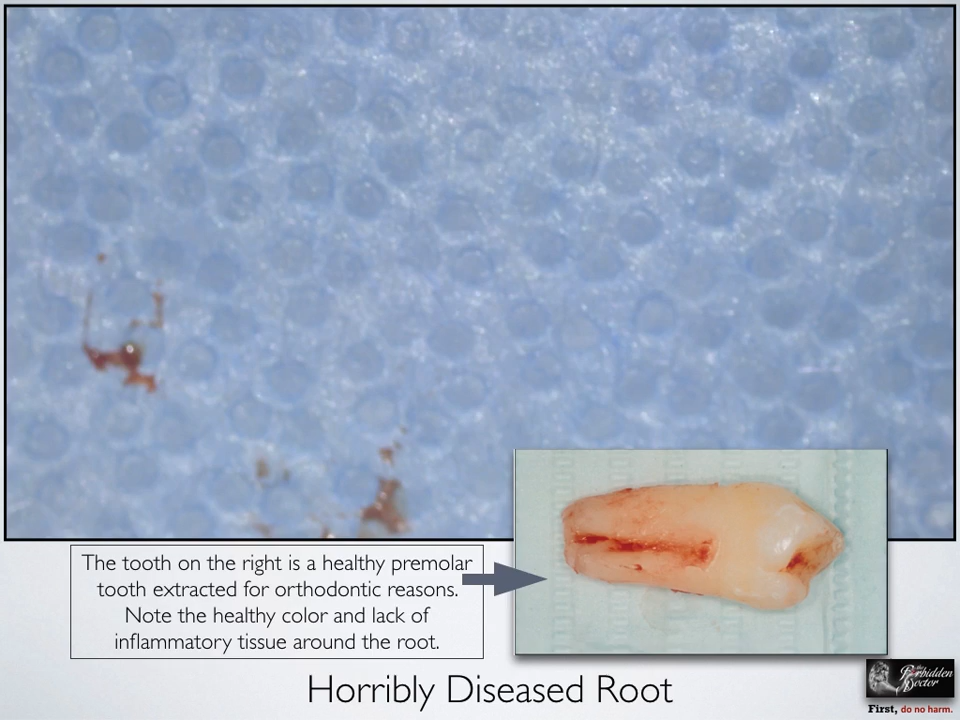 The tooth on the right is a healthy premolar
tooth extracted for orthodontic reasons.
Note the healthy color and lack of
inflammatory tissue around the root.
Horribly Diseased Root
the
Forbidden
Doctor
First, do no harm.